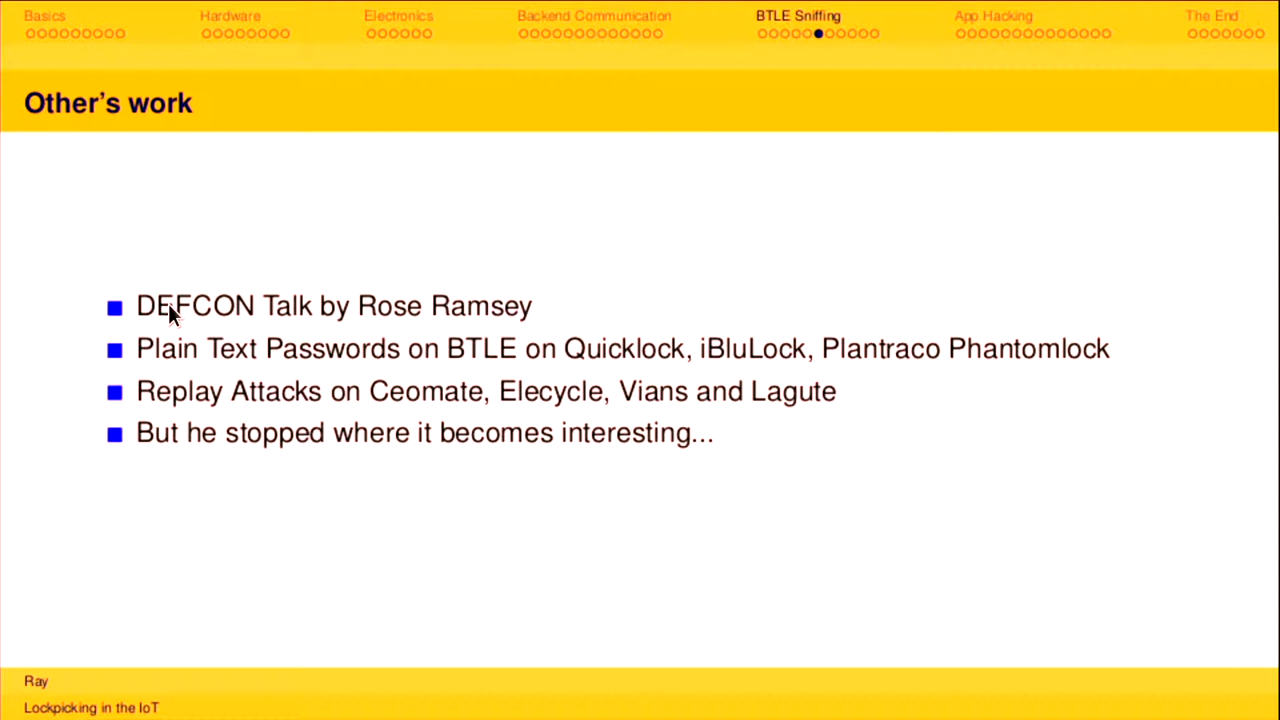 Basics Hardware Electronics Backend Communication BTLE Sniffing App Hacking The End
Other's work
DEFCON Talk by Rose Ramsey
Plain Text Passwords on BTLE on Quicklock, iBluLock, Plantraco Phantomlock
Replay Attacks on Ceomate, Elecycle, Vians and Lagute
But he stopped where it becomes interesting...
Ray
Lockpicking in the IoT